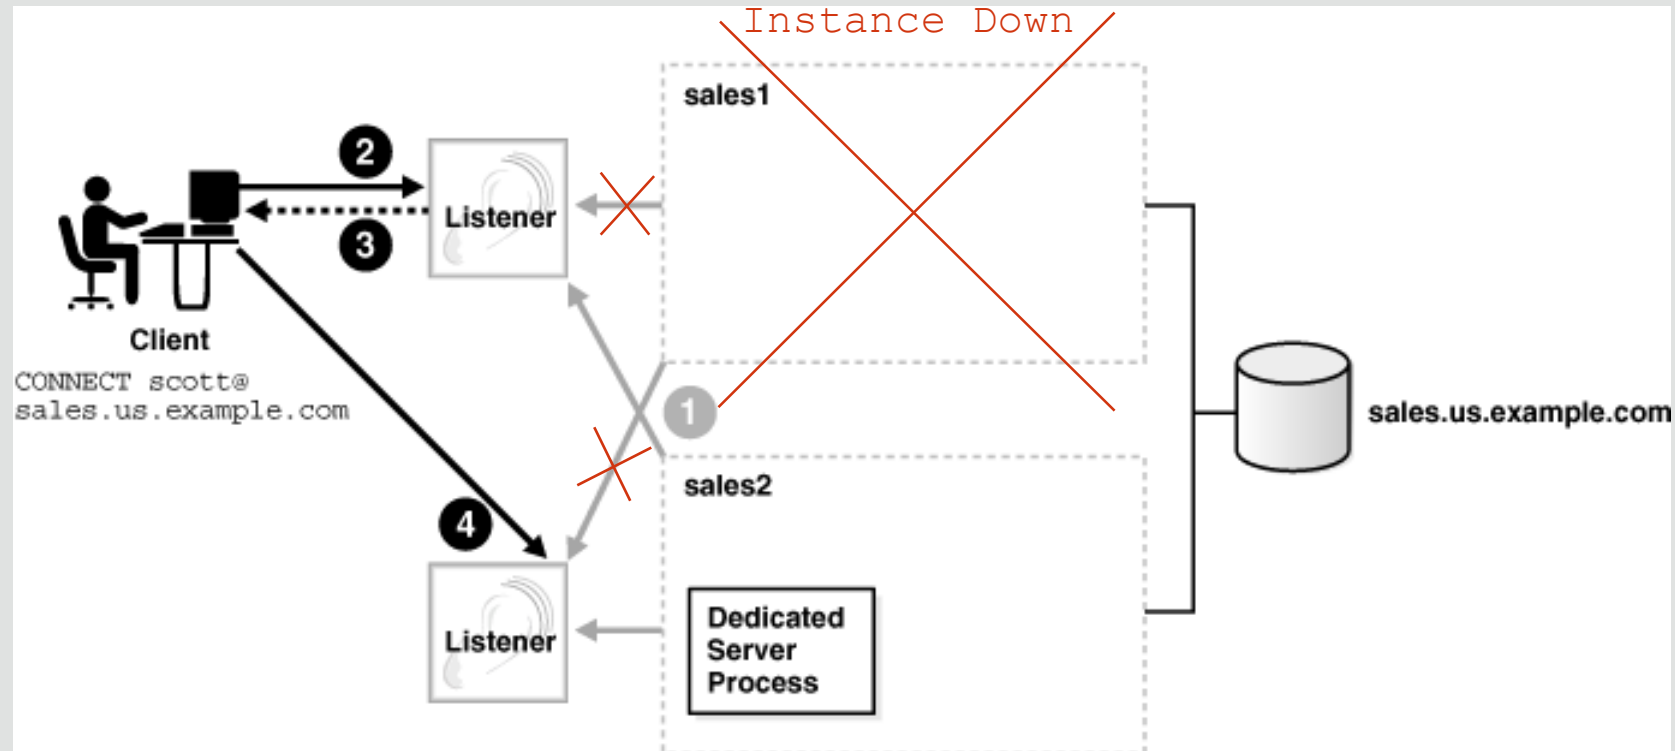 Instance Down
sales1
2
Listener
3
Client
CONNECT scott@
sales.us.example.com
1
sales.us.example.com
sales2
4
Listener
Dedicated
Server
Process